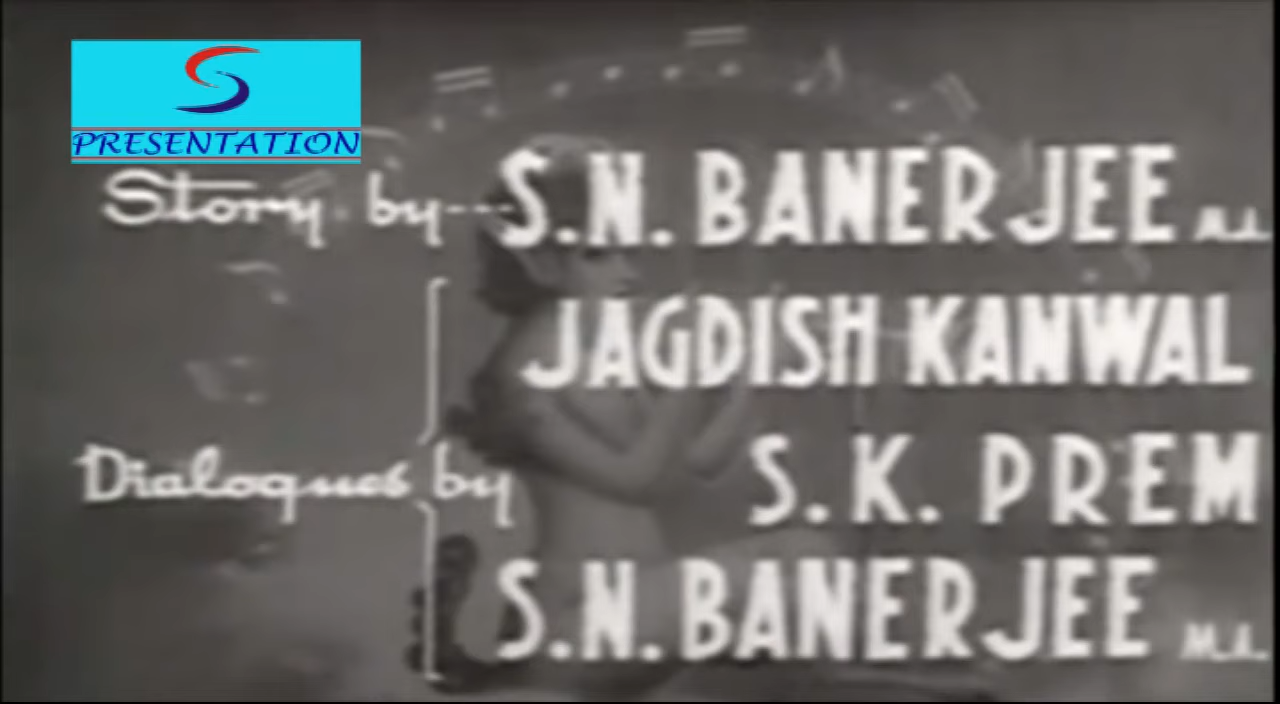 PRESENTATION
Story by---S.N. BANERJEE M.A.
JAGDISH KANWAL
Dialogues by S. K. PREM
S.N. BANERJEE M.A.